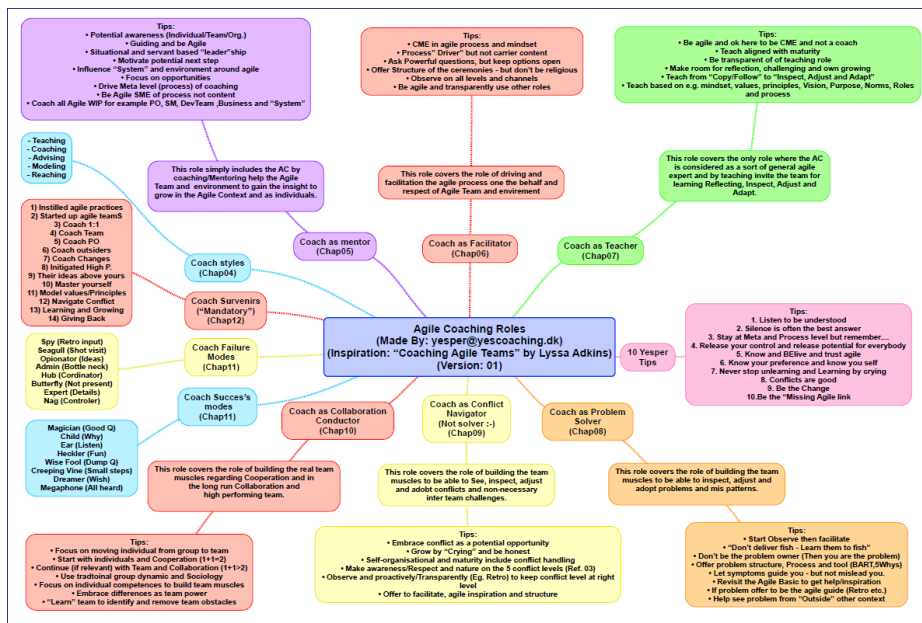 Tips:
• Potential awareness (Individual/Team/Org.)
• Guiding and be Agile
• Situational and servant based "leader"ship
• Motivate potential next step
• Influence "System" and environment around agile
• Focus on opportunities
• Drive Meta level (process) of coaching
• Be Agile SME of process not content
• Coach all Agile WIP for example PO, SM, DevTeam ,Business and "System"
Tips:
• CME in agile process and mindset
• Process" Driver" but not carrier content
• Ask Powerful questions, but keep options open
• Offer Structure of the ceremonies - but don't be religious
• Observe on all levels and channels
• Be agile and transparently use other roles
Tips:
• Be agile and ok here to be CME and not a coach
• Teach aligned with maturity
• Be transparent of of teaching role
• Make room for reflection, challenging and own growing
• Teach from "Copy/Follow" to "Inspect, Adjust and Adapt"
• Teach based on e.g. mindset, values, principles, Vision, Purpose, Norms, Roles
and process
- Teaching
- Coaching
- Advising
- Modeling
- Reaching
This role simply includes the AC by
coaching/Mentoring help the Agile
Team and  environment to gain the insight to
grow in the Agile Context and as individuals.
This role covers the role of driving and
facilitation the agile process one the behalf and
respect of Agile Team and envirement
This role covers the only role where the AC
is considered as a sort of general agile
expert and by teaching invite the team for
learning Reflecting, Inspect, Adjust and
Adapt.
1) Instilled agile practices
2) Started up agile teamS
3) Coach 1:1
4) Coach Team
5) Coach PO
6) Coach outsiders
7) Coach Changes
8) Initigated High P.
9) Their ideas above yours
10) Master yourself
11) Model values/Principles
12) Navigate Conflict
13) Learning and Growing
14) Giving Back
Coach styles
(Chap04)
Coach as mentor
(Chap05)
Coach as Facilitator
(Chap06)
Coach as Teacher
(Chap07)
Coach Survenirs
("Mandatory")
(Chap12)
Agile Coaching Roles
(Made By: yesper@yescoaching.dk)
(Inspiration: "Coaching Agile Teams" by Lyssa Adkins)
(Version: 01)
10 Yesper
Tips
Tips:
1. Listen to be understood
2. Silence is often the best answer
3. Stay at Meta and Process level but remember....
4. Release your control and release potential for everybody
5. Know and BElive and trust agile
6. Know your preference and know you self
7. Never stop unlearning and Learning by crying
8. Conflicts are good
9. Be the Change
10.Be the "Missing Agile link
Spy (Retro input)
Seagull (Shot visit)
Opionator (Ideas)
Admin (Bottle neck)
Hub (Cordinator)
Butterfly (Not present)
Expert (Details)
Nag (Controler)
Coach Failure
Modes
(Chap11)
Coach Succes's
modes
(Chap11)
Magician (Good Q)
Child (Why)
Ear (Listen)
Heckler (Fun)
Wise Fool (Dump Q)
Creeping Vine (Small steps)
Dreamer (Wish)
Megaphone (All heard)
Coach as Collaboration
Conductor
(Chap10)
Coach as Conflict
Navigator
(Not solver :-)
(Chap09)
Coach as Problem
Solver
(Chap08)
This role covers the role of building the real team
muscles regarding Cooperation and in
the long run Collaboration and
high performing team.
This role covers the role of building the team
muscles to be able to See, inspect, adjust
and adobt conflicts and non-necessary
inter team challenges.
This role covers the role of building the team
muscles to be able to inspect, adjust and
adopt problems and mis patterns.
Tips:
• Focus on moving individual from group to team
• Start with individuals and Cooperation (1+1=2)
• Continue (if relevant) with Team and Collaboration (1+1>2)
• Use tradtoinal group dynamic and Sociology
• Focus on individual competences to build team muscles
• Embrace differences as team power
• "Learn" team to identify and remove team obstacles
Tips:
• Embrace conflict as a potential opportunity
• Grow by "Crying" and be honest
• Self-organisational and maturity include conflict handling
• Make awareness/Respect and nature on the 5 conflict levels (Ref. 03)
• Observe and proactively/Transparently (Eg. Retro) to keep conflict level at right
level
• Offer to facilitate, agile inspiration and structure
Tips:
• Start Observe then facilitate
• "Don't deliver fish - Learn them to fish"
• Don't be the problem owner (Then you are the problem)
• Offer problem structure, Process and tool (BART,5Whys)
• Let symptoms guide you - but not mislead you.
• Revisit the Agile Basic to get help/inspiration
• If problem offer to be the agile guide (Retro etc.)
• Help see problem from "Outside" other context